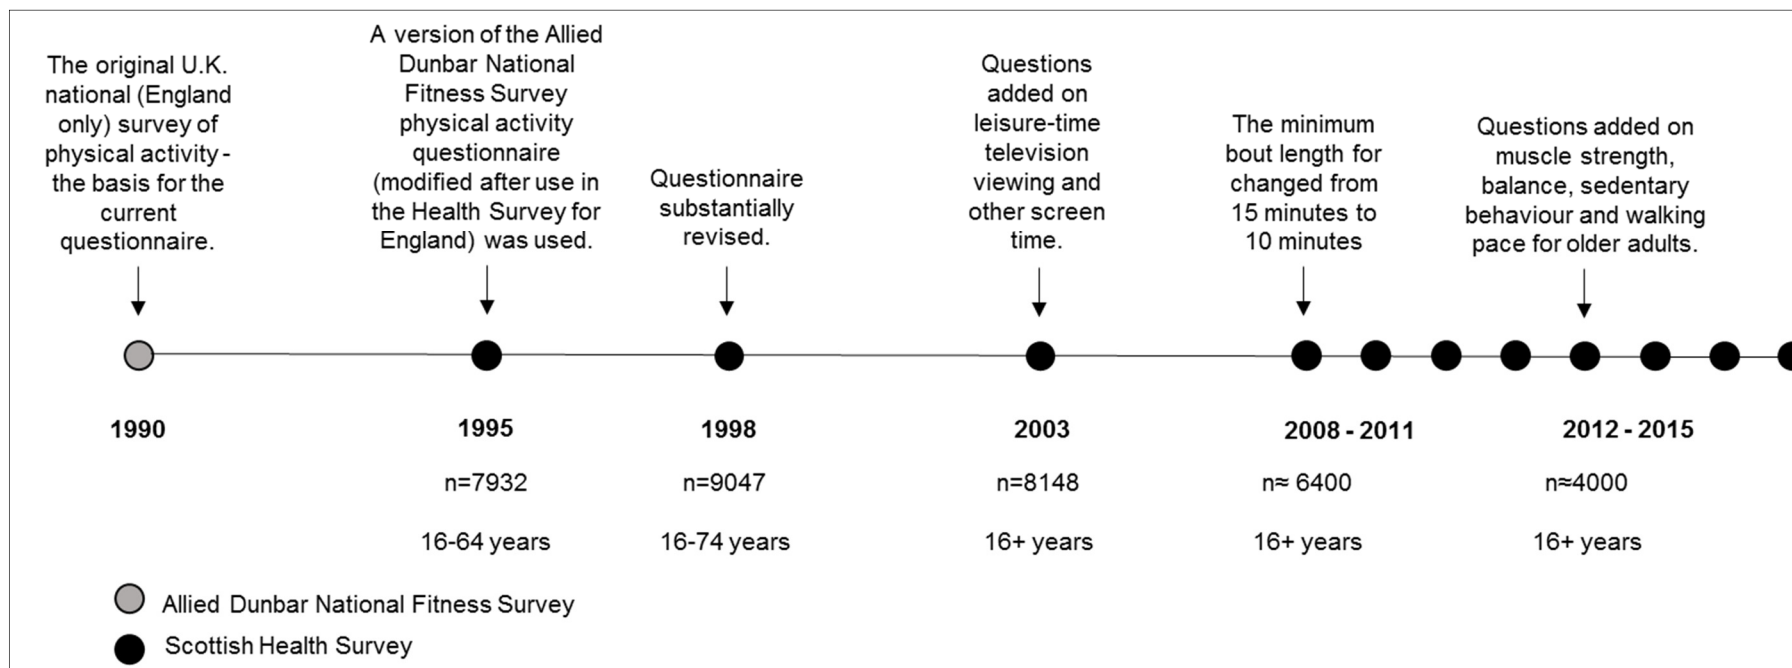 The original U.K.
national (England
only) survey of
physical activity -
the basis for the
current
questionnaire.
A version of the Allied
Dunbar National
Fitness Survey
physical activity
questionnaire
(modified after use in
the Health Survey for
England) was used.
Questionnaire
substantially
revised.
Questions
added on
leisure-time
television
viewing and
other screen
time.
The minimum
bout length for
changed from
15 minutes to
10 minutes
Questions added on
muscle strength,
balance, sedentary
behaviour and walking
pace for older adults.
1990
1995
1998
2003
2008 - 2011
2012 - 2015
n=7932
n=9047
n=8148
n≈ 6400
n≈4000
16-64 years
16-74 years
16+ years
16+ years
16+ years
Allied Dunbar National Fitness Survey
Scottish Health Survey